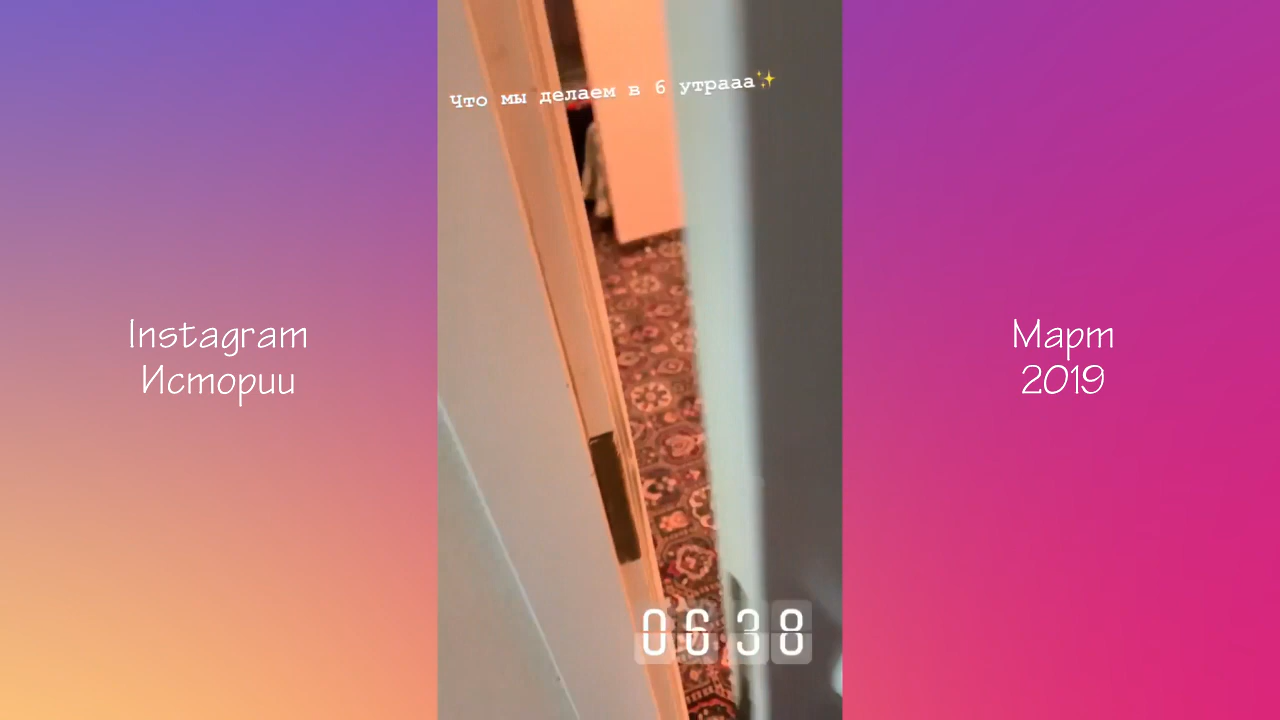 Что мы делаем в 6 утрааа✨
Instagram
Истории
Март
2019
06 38